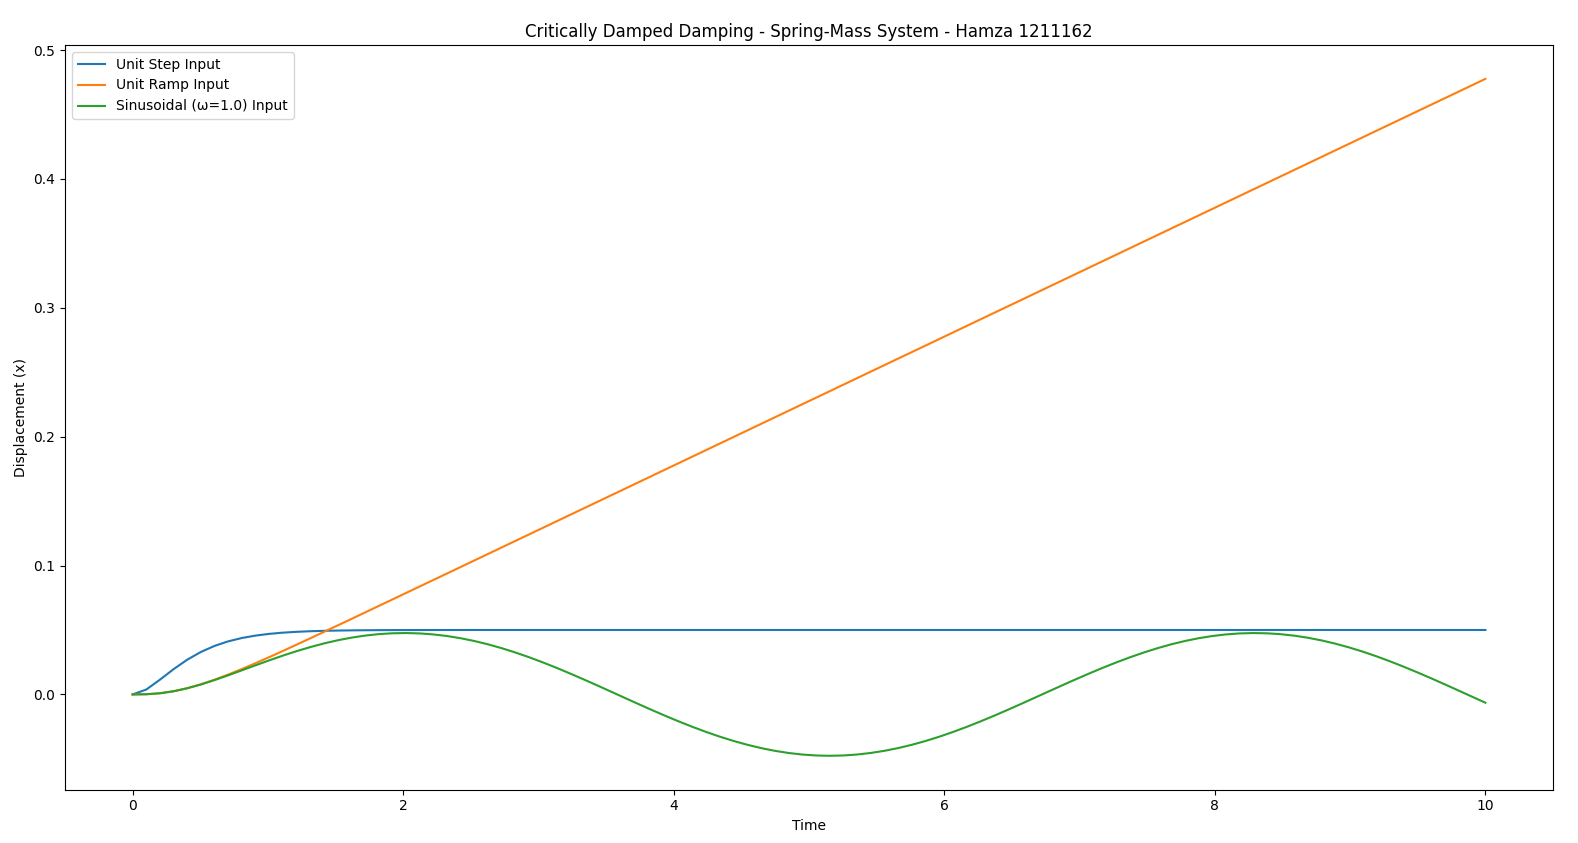 Critically Damped Damping - Spring-Mass System - Hamza 1211162
Unit Step Input
Unit Ramp Input
Sinusoidal (ω=1.0) Input
0.5
0.4
0.3
0.2
0.1
0.0
Displacement (x)
0 2 4 6 8 10
Time